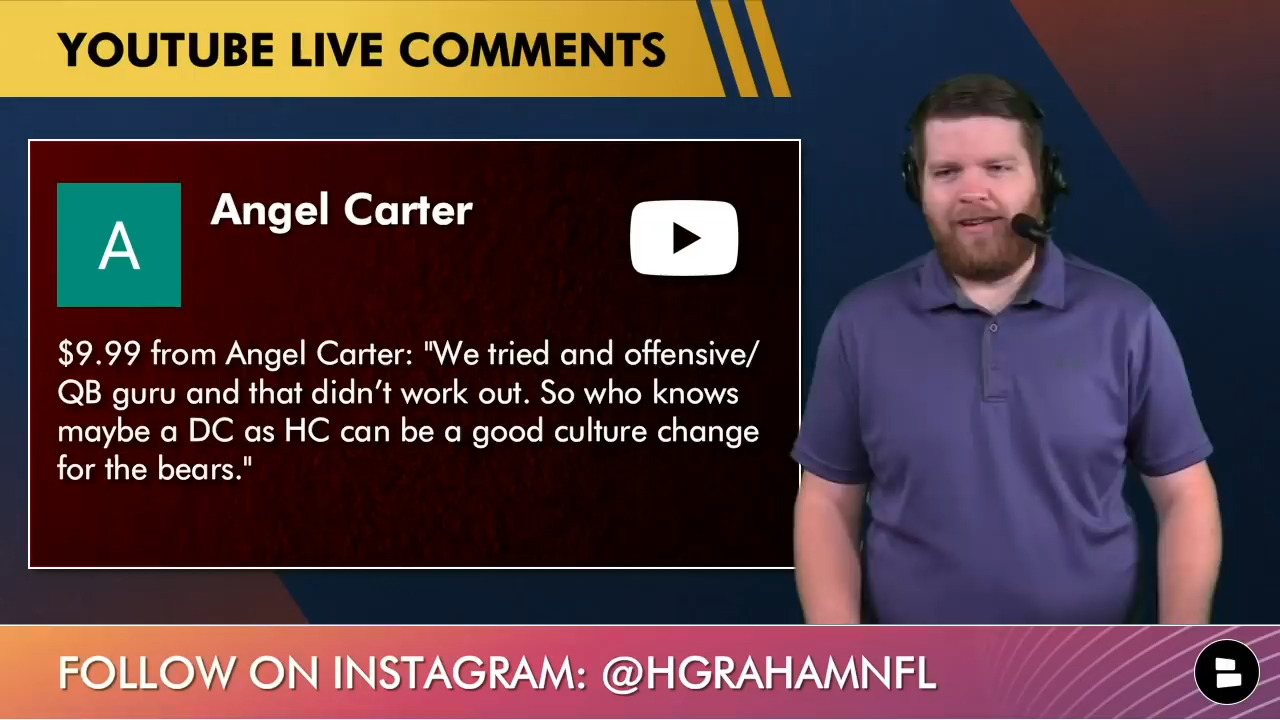 YOUTUBE LIVE COMMENTS
A
Angel Carter
$9.99 from Angel Carter: "We tried and offensive/
QB guru and that didn’t work out. So who knows
maybe a DC as HC can be a good culture change
for the bears."
FOLLOW ON INSTAGRAM: @HGRAHAMNFL